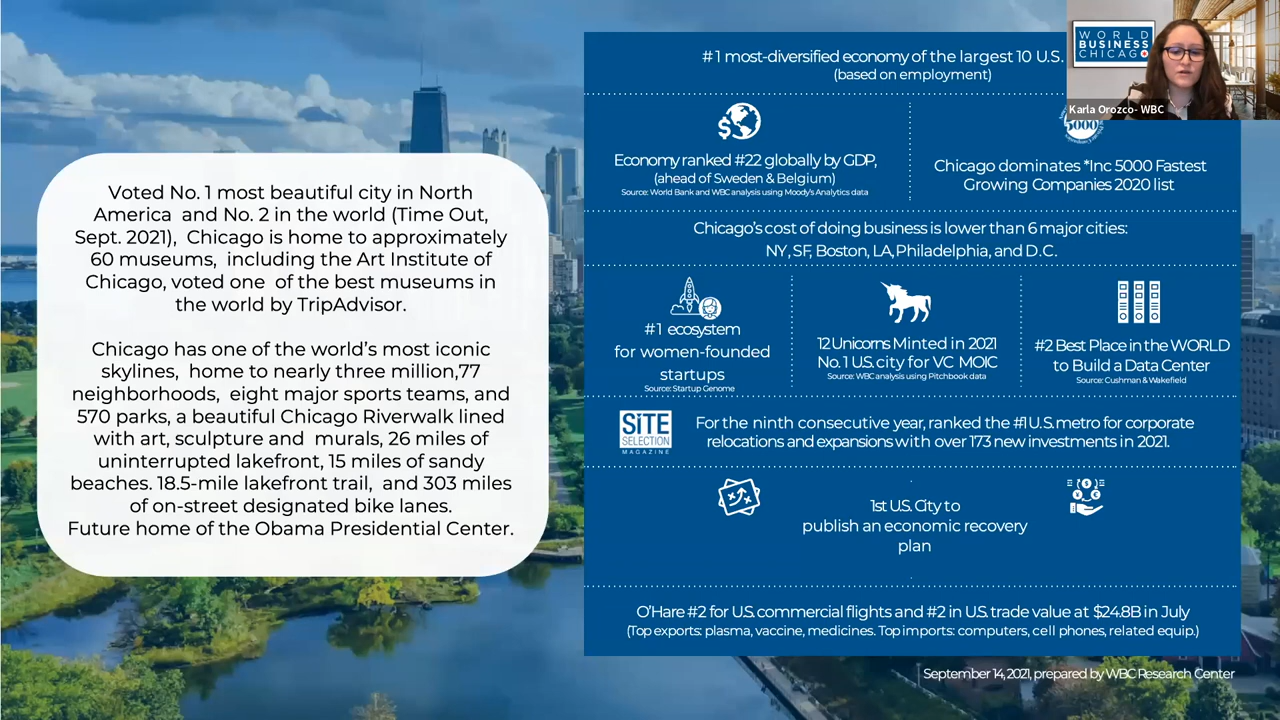 Voted No. 1 most beautiful city in North
America and No. 2 in the world (Time Out,
Sept. 2021), Chicago is home to approximately
60 museums, including the Art Institute of
Chicago, voted one of the best museums in
the world by TripAdvisor.
Chicago has one of the world's most iconic
skylines, home to nearly three million,77
neighborhoods, eight major sports teams, and
570 parks, a beautiful Chicago Riverwalk lined
with art, sculpture and murals, 26 miles of
uninterrupted lakefront, 15 miles of sandy
beaches. 18.5-mile lakefront trail, and 303 miles
of on-street designated bike lanes.
Future home of the Obama Presidential Center.
#1 most-diversified economy of the largest 10 U.S.
(based on employment)
Economy ranked #22 globally by GDP,
(ahead of Sweden & Belgium)
Source: World Bank and WBC analysis using Moody's Analytics data
5000
Chicago dominates *Inc 5000 Fastest
Growing Companies 2020 list
Chicago's cost of doing business is lower than 6 major cities:
NY, SF, Boston, LA, Philadelphia, and D.C.
#1 ecosystem
for women-founded
startups
Source: Startup Genome
12 Unicorns Minted in 2021
No. 1 U.S. city for VC MOIC
Source: WBC analysis using Pitchbook data
#2 Best Place in the WORLD
to Build a Data Center
Source: Cushman & Wakefield
SITE
SELECTION
MAGAZINE
For the ninth consecutive year, ranked the #1 U.S. metro for corporate
relocations and expansions with over 173 new investments in 2021.
1st U.S. City to
publish an economic recovery
plan
O'Hare #2 for U.S. commercial flights and #2 in U.S. trade value at $24.8B in July
(Top exports: plasma, vaccine, medicines. Top imports: computers, cell phones, related equip.)
September 14, 2021, prepared by WBC Research Center
WORLD
BUSINESS
CHICAGO
Karla Orozco- WBC